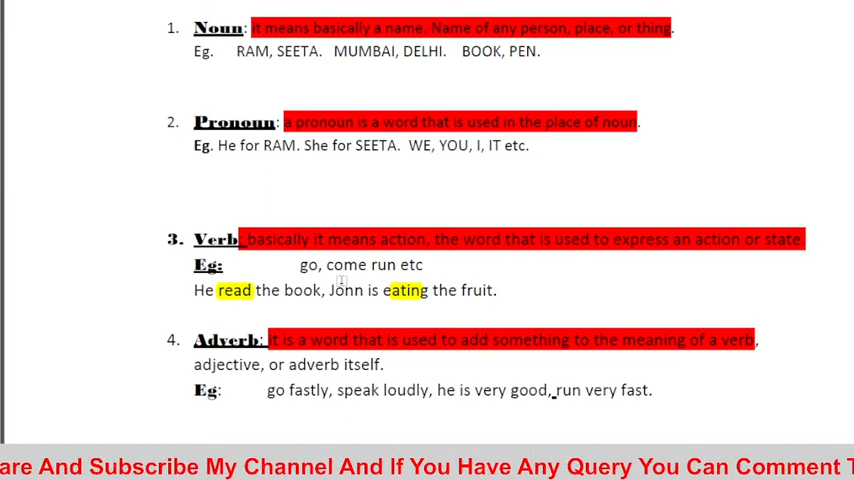 1. Noun: it means basically a name. Name of any person, place, or thing.
Eg. RAM, SEETA. MUMBAI, DELHI. BOOK, PEN.
2. Pronoun: a pronoun is a word that is used in the place of noun.
Eg. He for RAM. She for SEETA. WE, YOU, I, IT etc.
3. Verb: basically it means action, the word that is used to express an action or state.
Eg: go, come run etc
He read the book, John is eating the fruit.
4. Adverb: it is a word that is used to add something to the meaning of a verb,
adjective, or adverb itself.
Eg: go fastly, speak loudly, he is very good, run very fast.
are And Subscribe My Channel And If You Have Any Query You Can Comment T